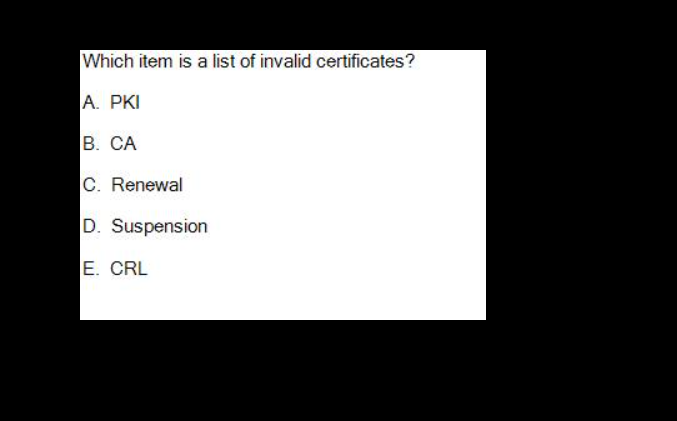 Which item is a list of invalid certificates?
A. PKI
B. CA
C. Renewal
D. Suspension
E. CRL